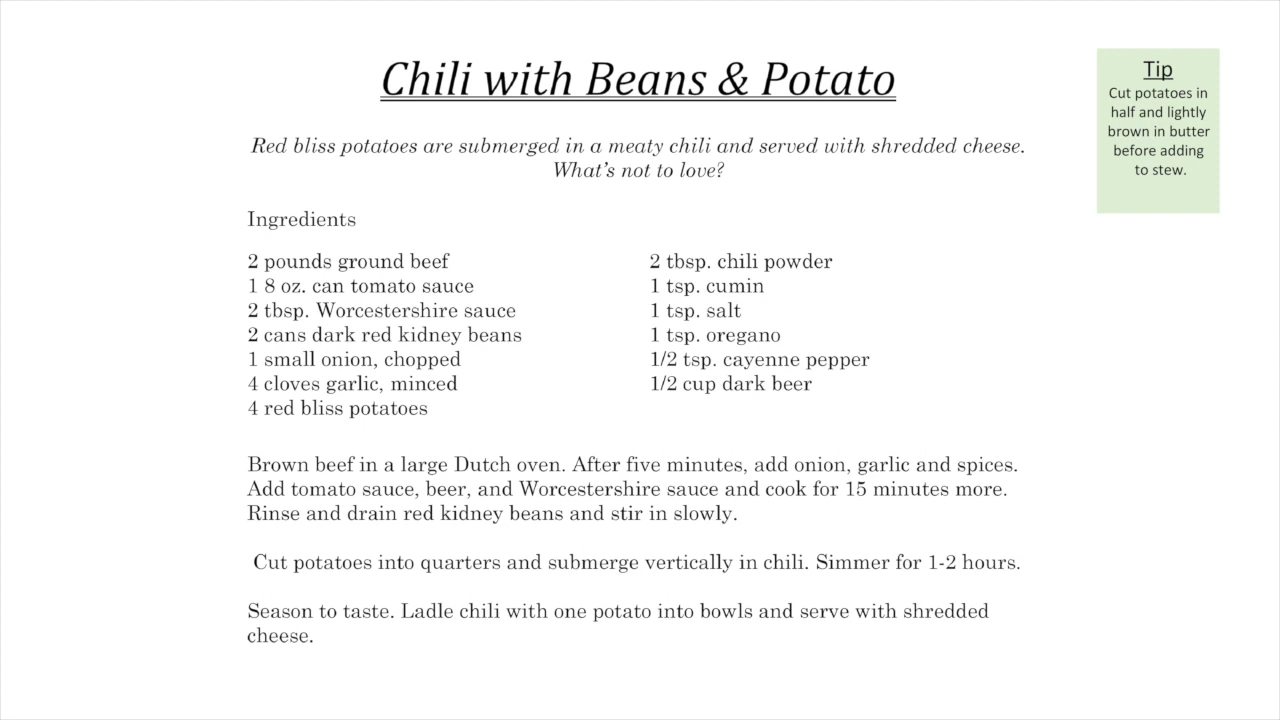 Chili with Beans & Potato
Tip
Cut potatoes in
half and lightly
brown in butter
before adding
to stew.
Red bliss potatoes are submerged in a meaty chili and served with shredded cheese.
What's not to love?
Ingredients
2 pounds ground beef
1 8 oz. can tomato sauce
2 tbsp. Worcestershire sauce
2 cans dark red kidney beans
1 small onion, chopped
4 cloves garlic, minced
4 red bliss potatoes
2 tbsp. chili powder
1 tsp. cumin
1 tsp. salt
1 tsp. oregano
1/2 tsp. cayenne pepper
1/2 cup dark beer
Brown beef in a large Dutch oven. After five minutes, add onion, garlic and spices.
Add tomato sauce, beer, and Worcestershire sauce and cook for 15 minutes more.
Rinse and drain red kidney beans and stir in slowly.
Cut potatoes into quarters and submerge vertically in chili. Simmer for 1-2 hours.
Season to taste. Ladle chili with one potato into bowls and serve with shredded
cheese.